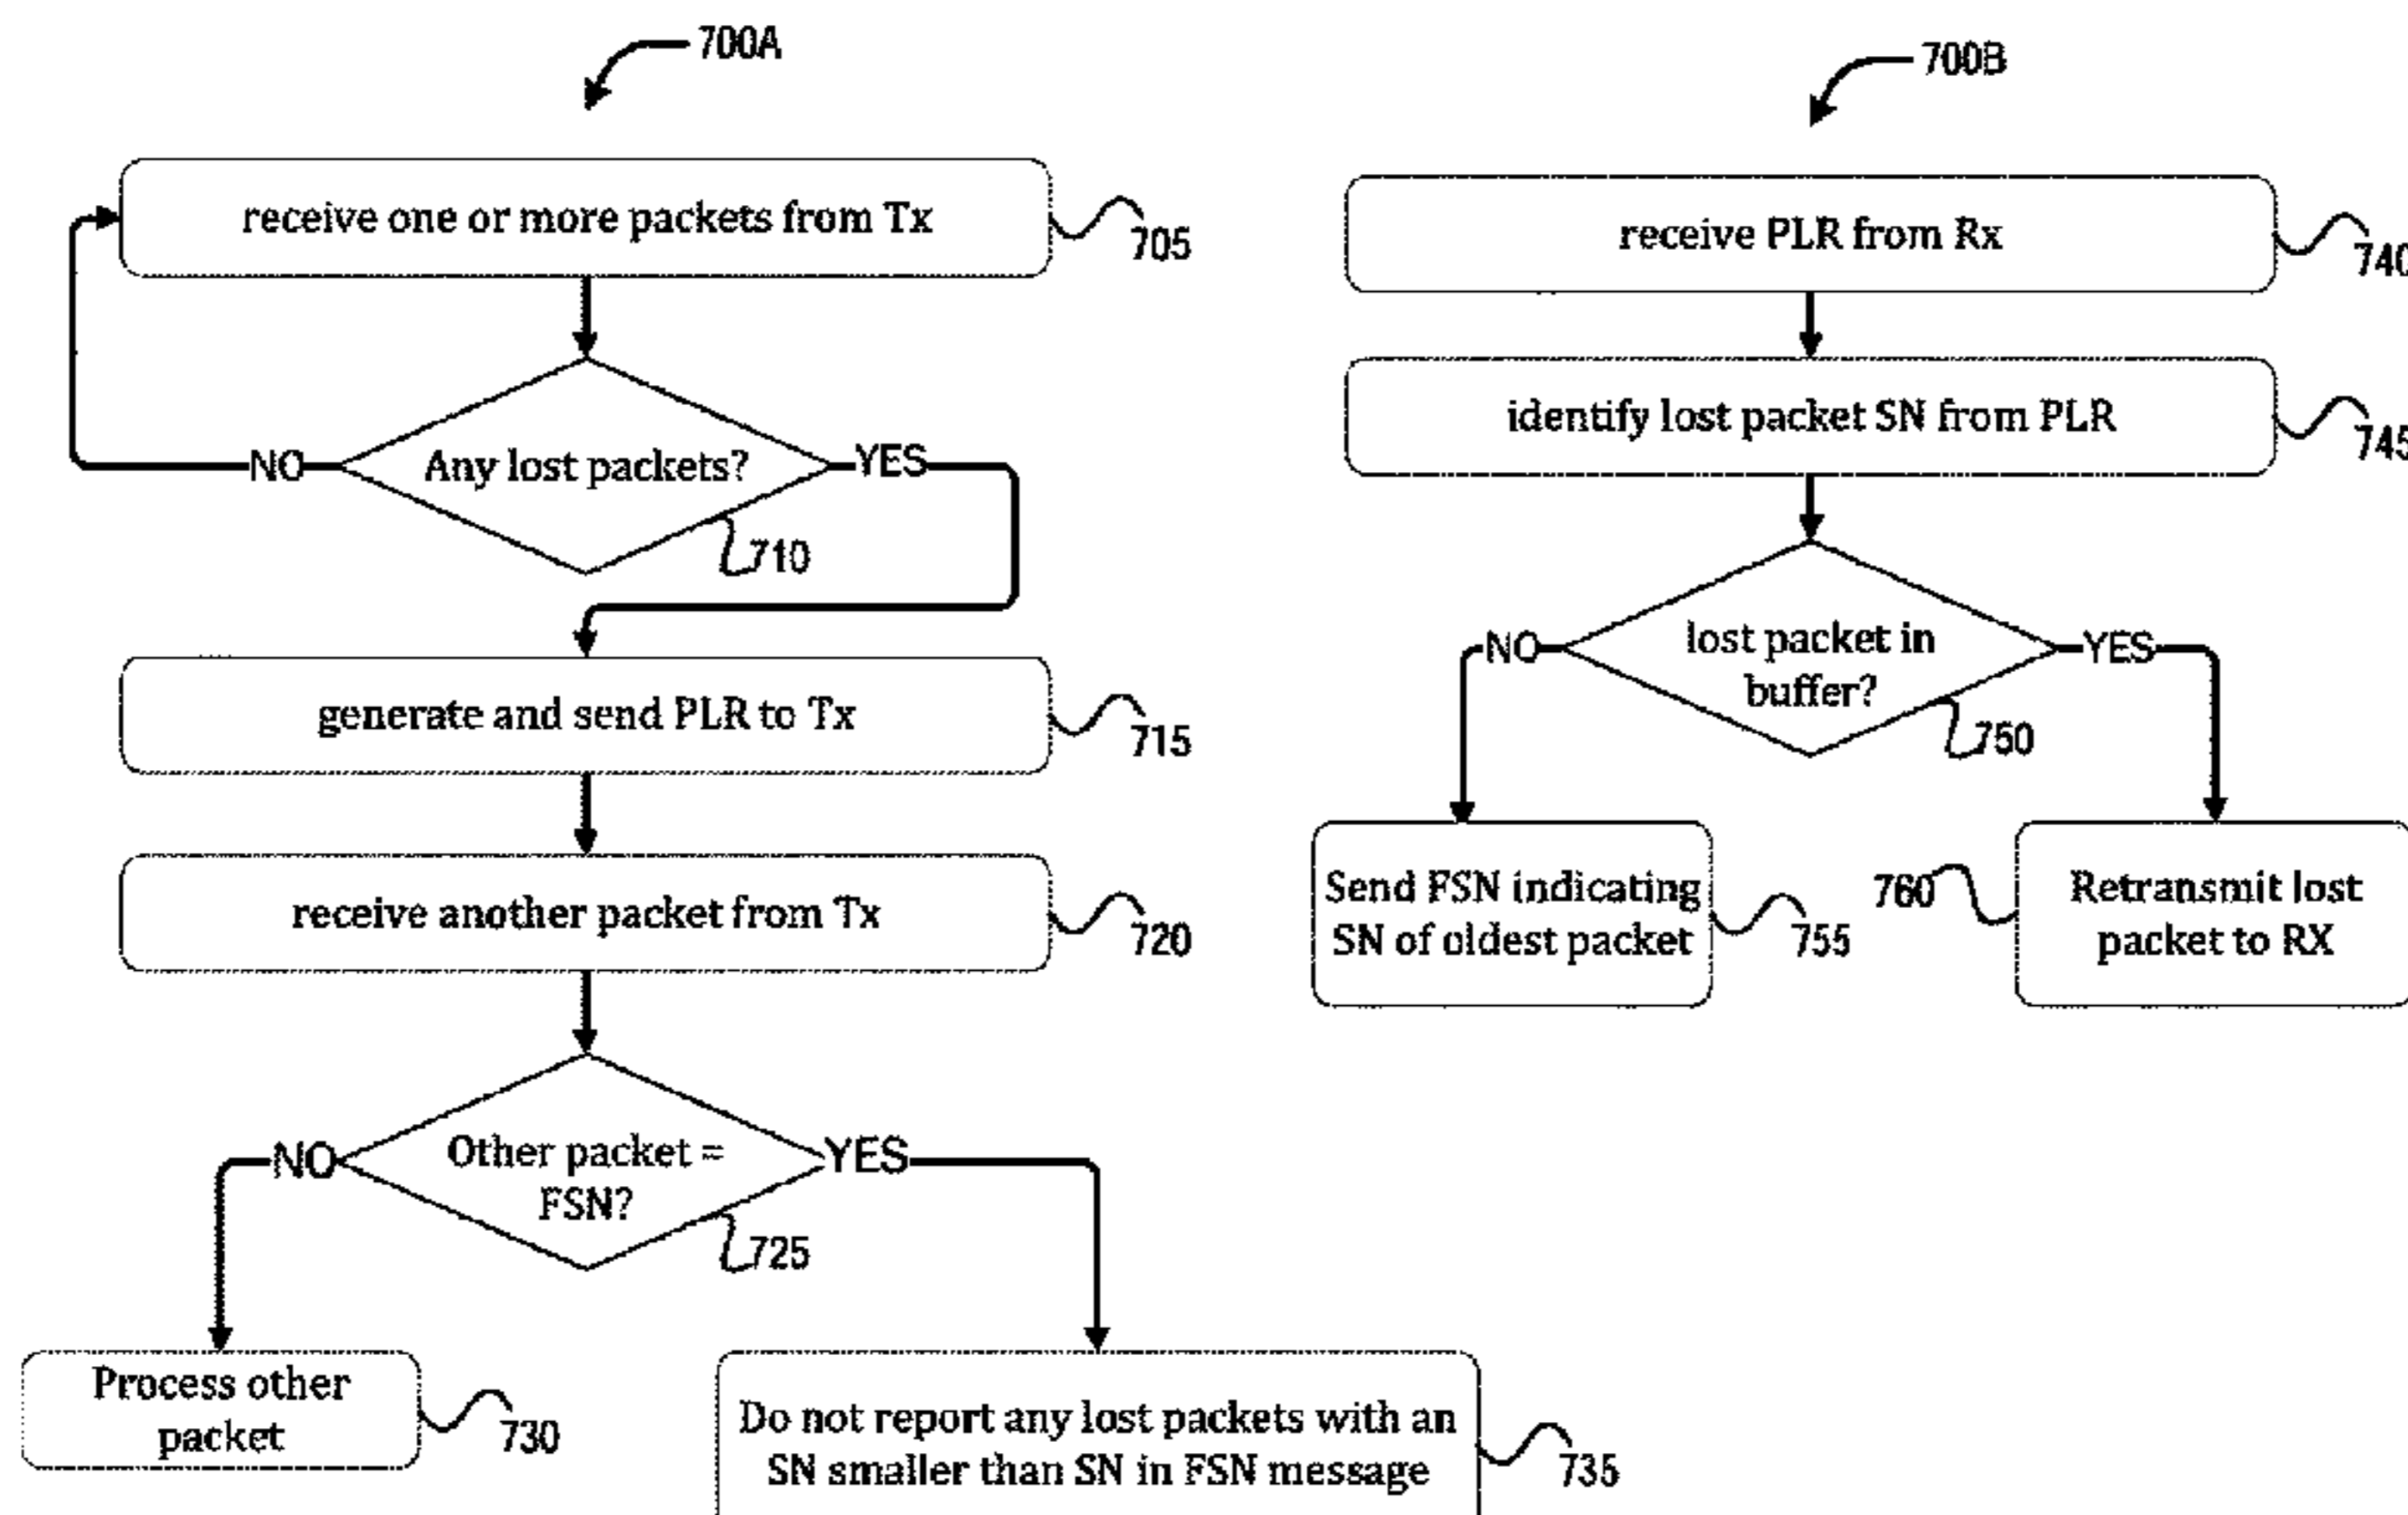 700A
receive one or more packets from Tx
705
Any lost packets?
NO
YES
710
generate and send PLR to Tx
715
receive another packet from Tx
720
Other packet =
FSN?
NO
YES
725
Process other
packet
730
Do not report any lost packets with an
SN smaller than SN in FSN message
735
700B
receive PLR from Rx
740
identify lost packet SN from PLR
745
lost packet in
buffer?
NO
YES
750
Send FSN indicating
SN of oldest packet
755
760
Retransmit lost
packet to RX